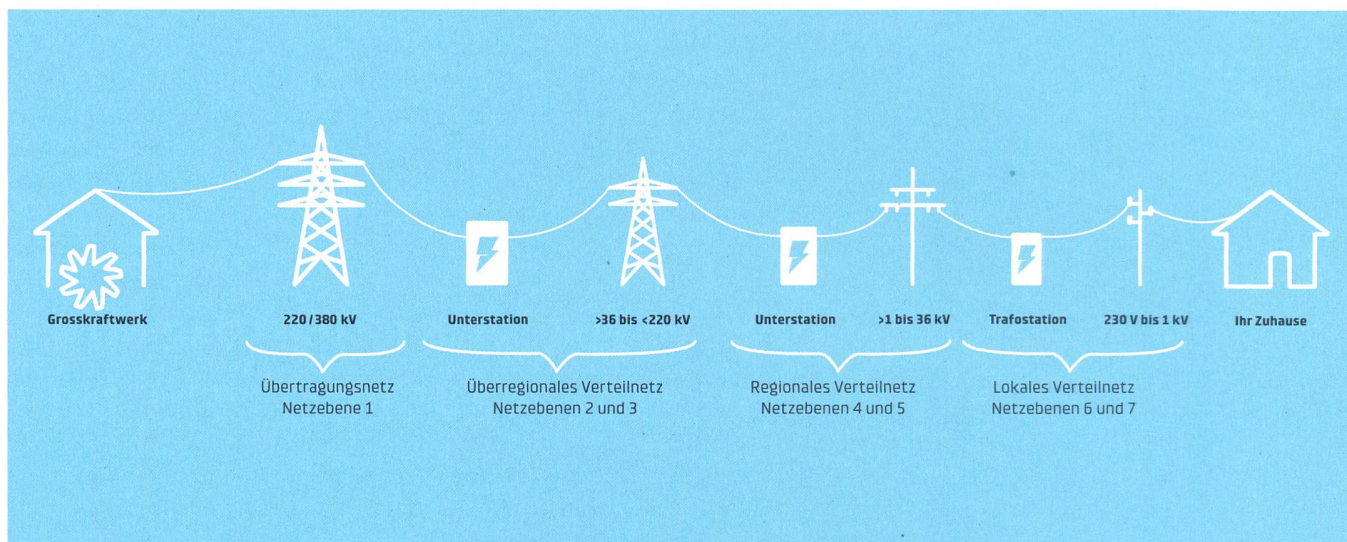 Grosskraftwerk
220/380 kV
Unterstation
>36 bis <220 kV
Unterstation
>1 bis 36 kV
Trafostation
230 V bis 1 kV
Ihr Zuhause
Übertragungsnetz
Netzebene 1
Überregionales Verteilnetz
Netzebenen 2 und 3
Regionales Verteilnetz
Netzebenen 4 und 5
Lokales Verteilnetz
Netzebenen 6 und 7